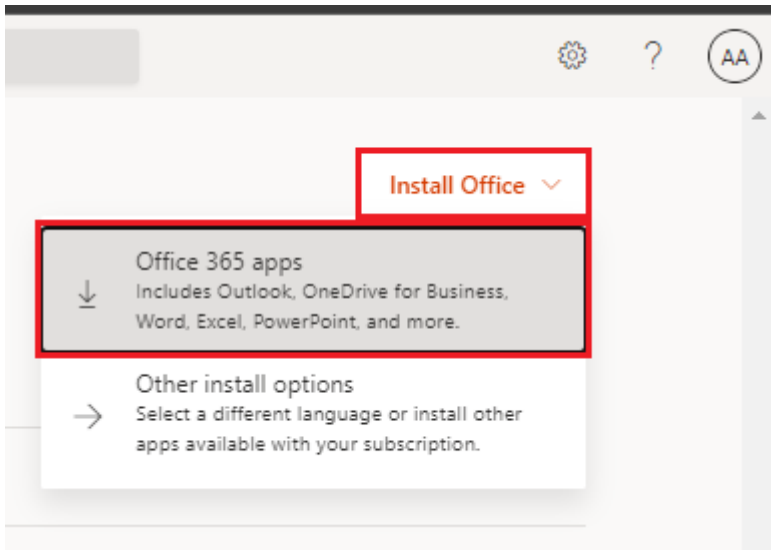 ?
AA
Install Office
Office 365 apps
Includes Outlook, OneDrive for Business,
Word, Excel, PowerPoint, and more.
Other install options
Select a different language or install other
apps available with your subscription.